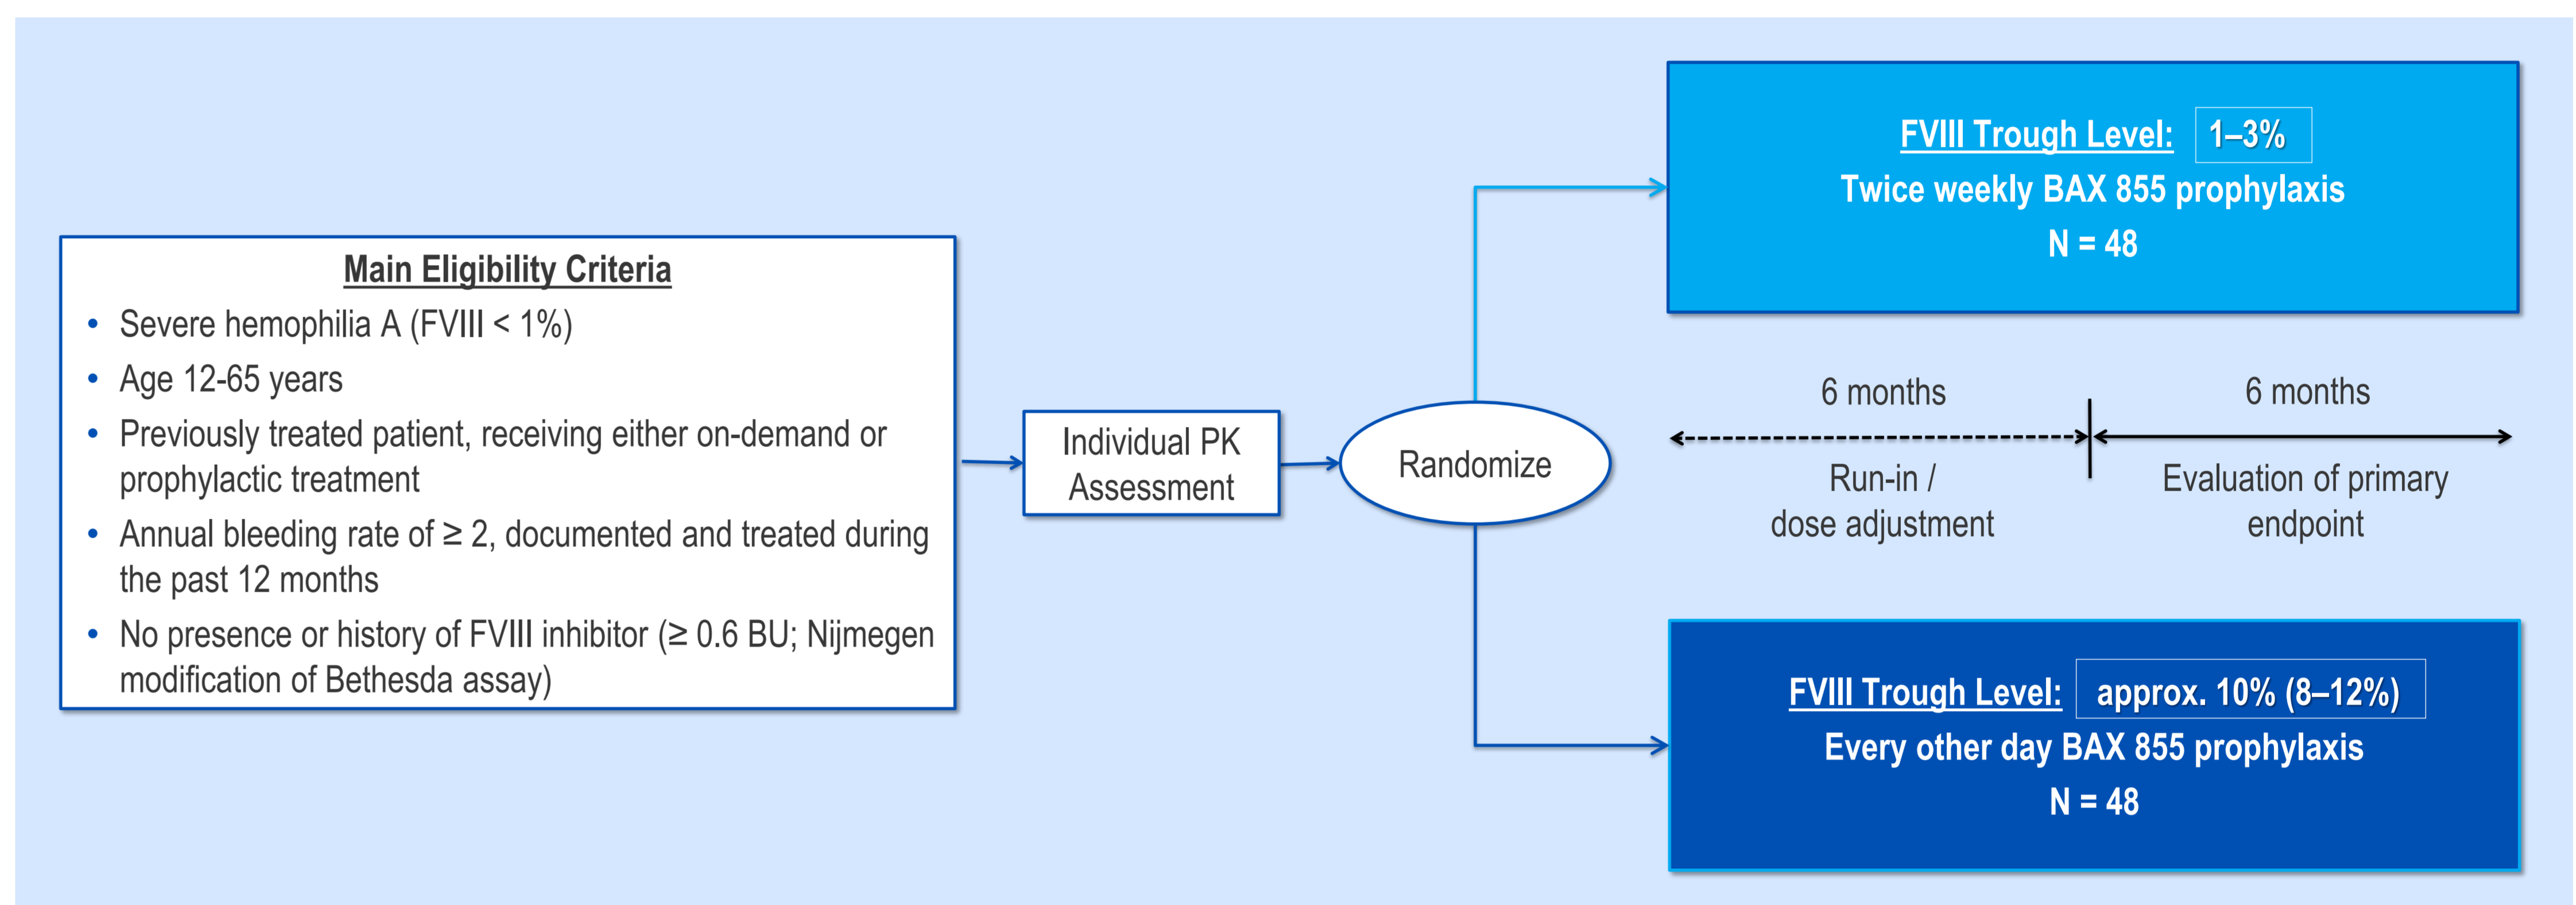 Main Eligibility Criteria
• Severe hemophilia A (FVIII < 1%)
• Age 12-65 years
• Previously treated patient, receiving either on-demand or
prophylactic treatment
• Annual bleeding rate of ≥ 2, documented and treated during
the past 12 months
• No presence or history of FVIII inhibitor (≥ 0.6 BU; Nijmegen
modification of Bethesda assay)
Individual PK
Assessment
Randomize
FVIII Trough Level: 1–3%
Twice weekly BAX 855 prophylaxis
N = 48
6 months
Run-in /
dose adjustment
6 months
Evaluation of primary
endpoint
FVIII Trough Level: approx. 10% (8–12%)
Every other day BAX 855 prophylaxis
N = 48